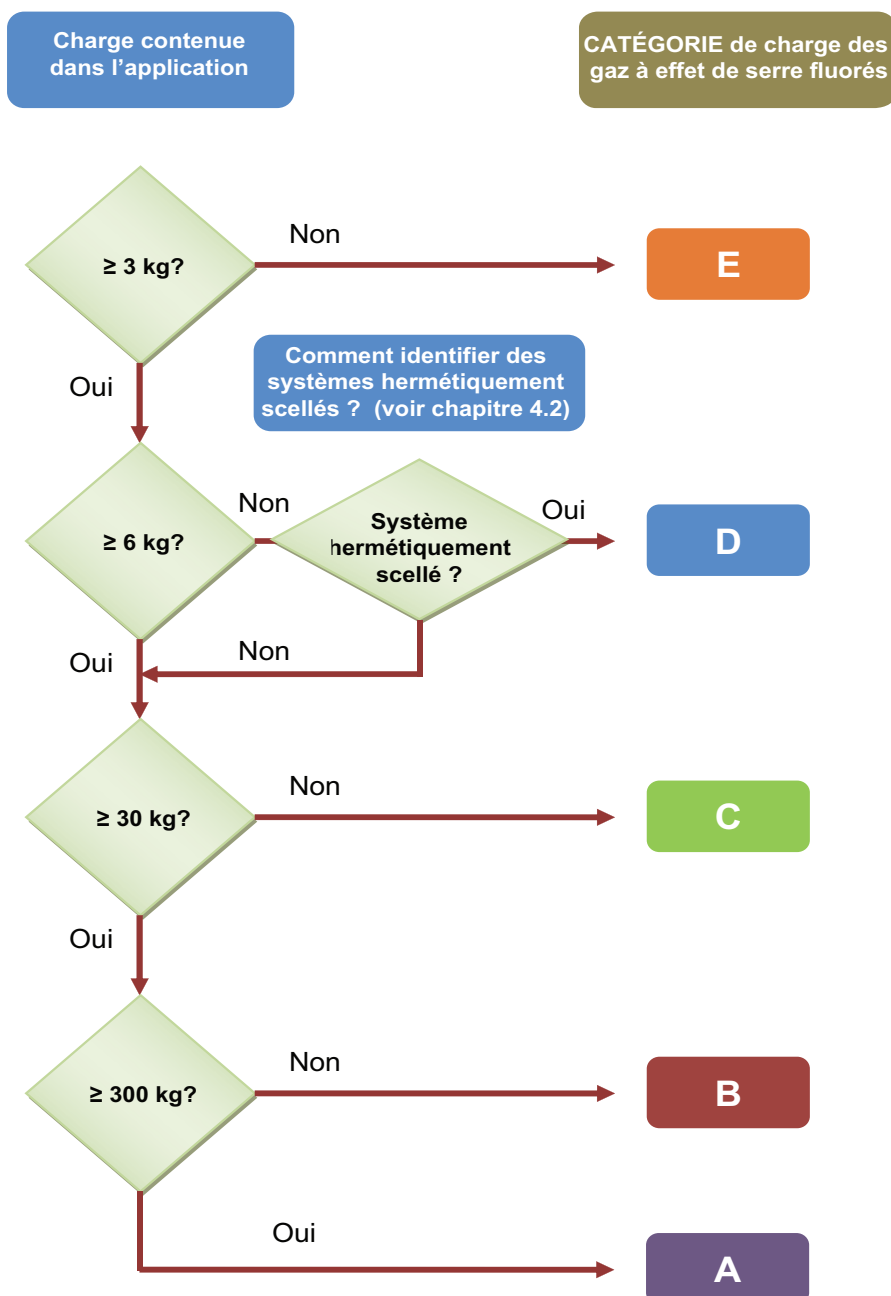 Charge contenue
dans l'application
CATÉGORIE de charge des
gaz à effet de serre fluorés
≥ 3 kg?
Non
E
Oui
Comment identifier des
systèmes hermétiquement
scellés ? (voir chapitre 4.2)
≥ 6 kg?
Non
Système
hermétiquement
scellé ?
Oui
D
Oui
Non
≥ 30 kg?
Non
C
Oui
≥ 300 kg?
Non
B
Oui
A